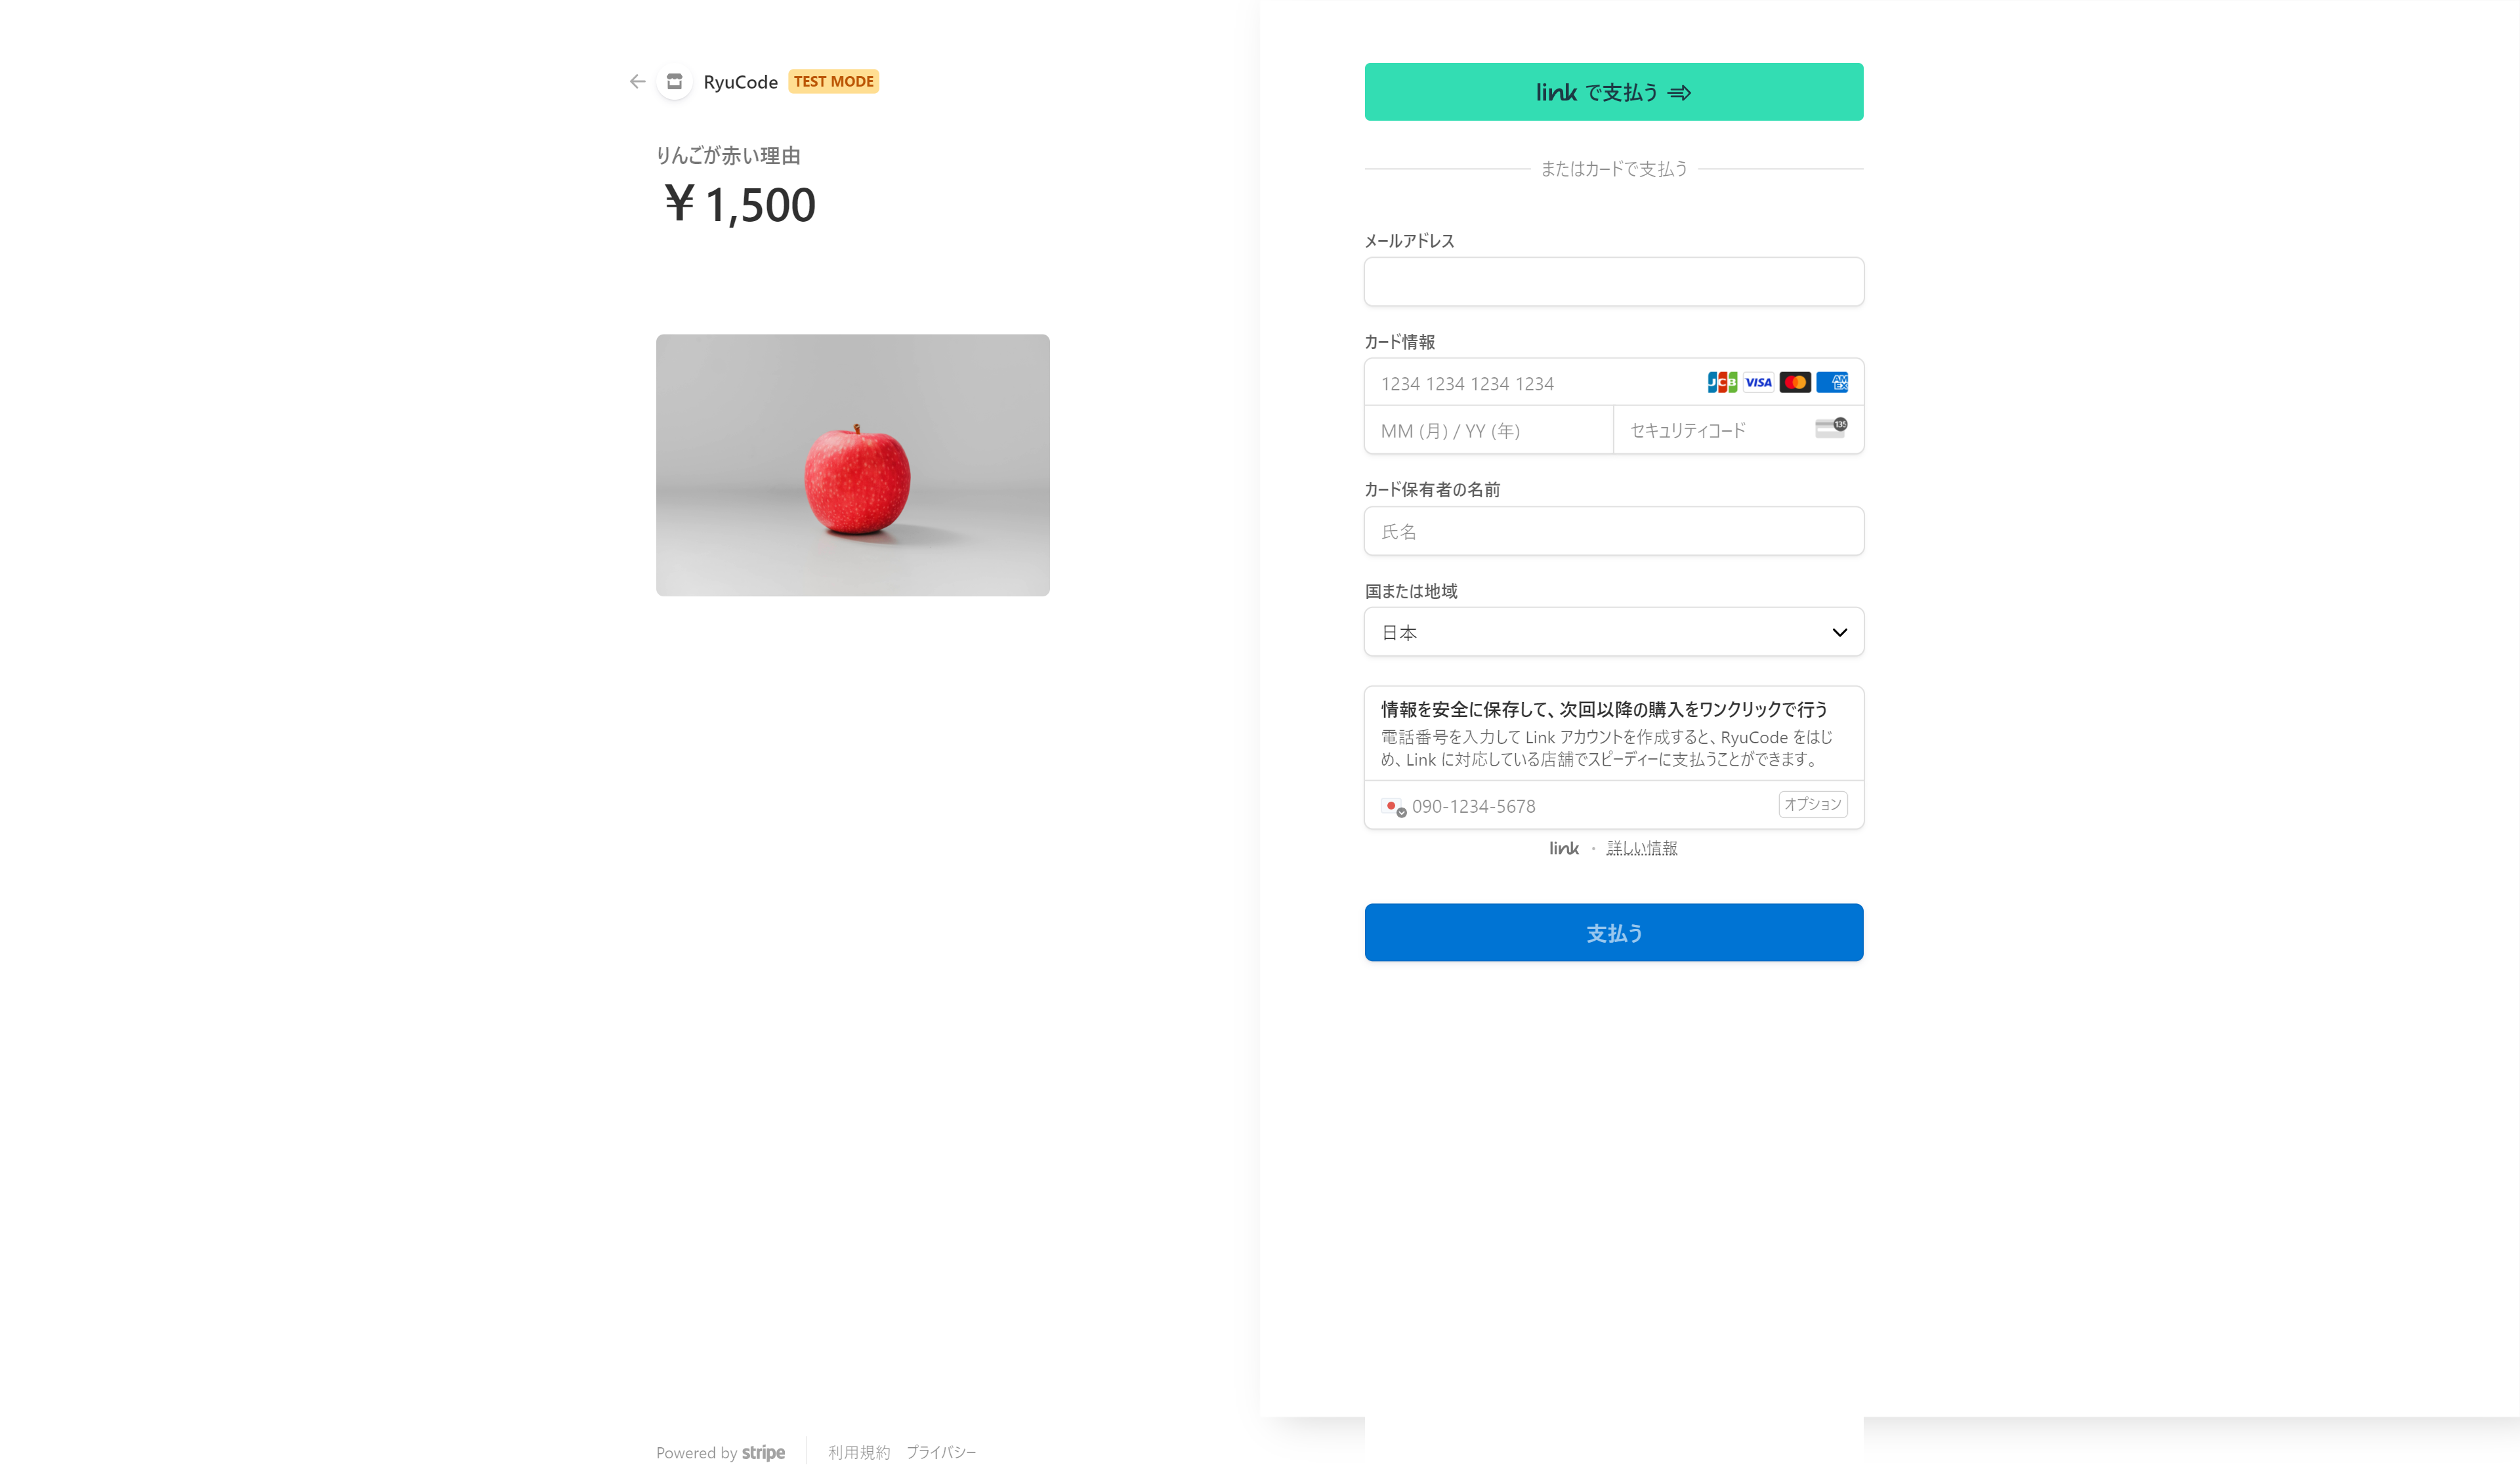 RyuCode TEST MODE
りんごが赤い理由
￥1,500
link で支払う
またはカードで支払う
メールアドレス
カード情報
1234 1234 1234 1234 JCB VISA AM EX
MM (月) / YY (年) セキュリティコード 135
カード保有者の名前
氏名
国または地域
日本
情報を安全に保存して、次回以降の購入をワンクリックで行う
電話番号を入力して Link アカウントを作成すると、RyuCode をはじ
め、Link に対応している店舗でスピーディーに支払うことができます。
090-1234-5678 オプション
link · 詳しい情報
支払う
Powered by stripe 利用規約 プライバシー